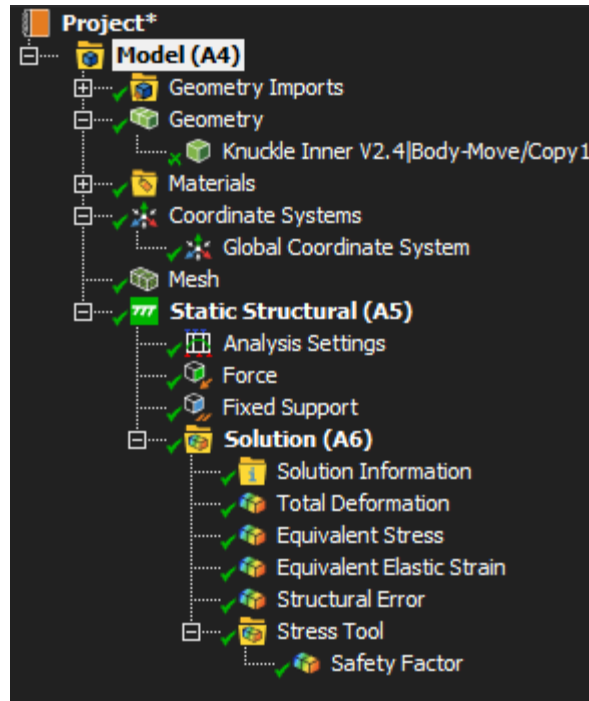 Project*
Model (A4)
Geometry Imports
Geometry
Knuckle Inner V2.4|Body-Move/Copy1
Materials
Coordinate Systems
Global Coordinate System
Mesh
Static Structural (A5)
Analysis Settings
Force
Fixed Support
Solution (A6)
Solution Information
Total Deformation
Equivalent Stress
Equivalent Elastic Strain
Structural Error
Stress Tool
Safety Factor